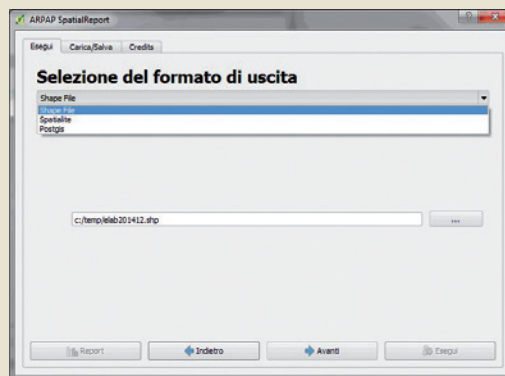 ARPAP SpatialReport
Esegui
Carica/Salva
Credits
Selezione del formato di uscita
Shape File
Shape File
Spatialite
Postgis
c:/temp/elab201412.shp
...
Report
Indietro
Avanti
Esegui